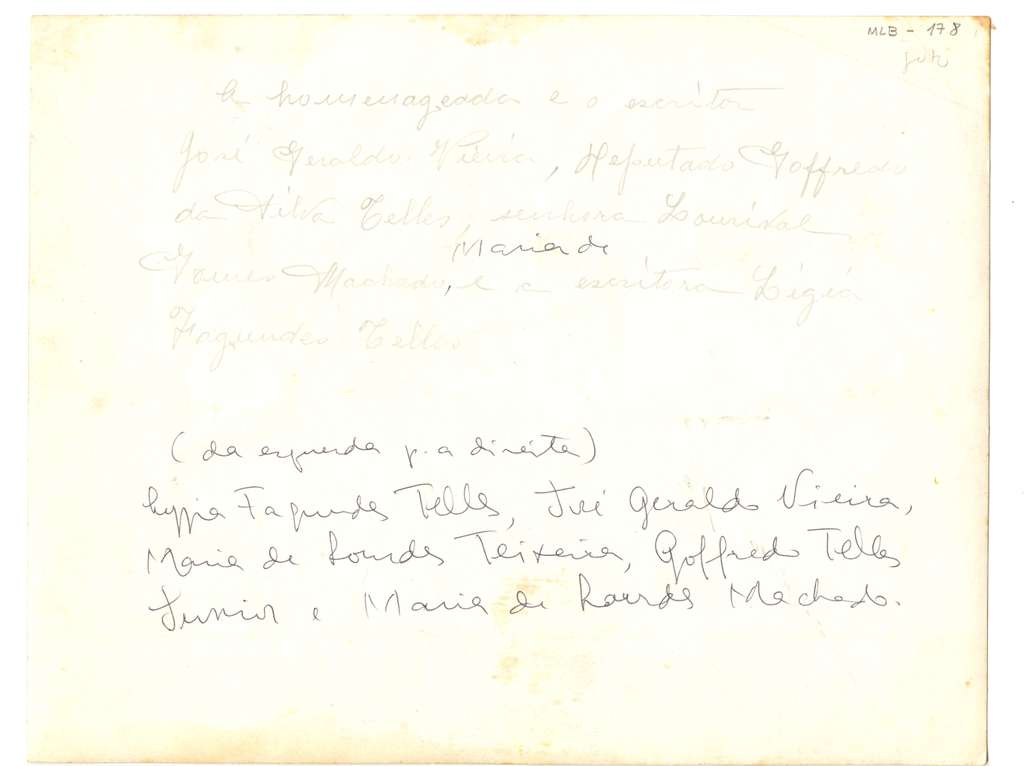 MLB - 178
A homenageada e o escritor
José Geraldo Vieira, Deputado Goffredo
da Silva Telles, senhora Lourival
Maria de
Gomes Machado, e a escritora Ligia
Fagundes Telles
(da esquerda p. a direita)
Lygia Fagundes Telles, José Geraldo Vieira,
Maria de Lourdes Teixeira, Goffredo Telles
Junior e Maria de Lourdes Machado.